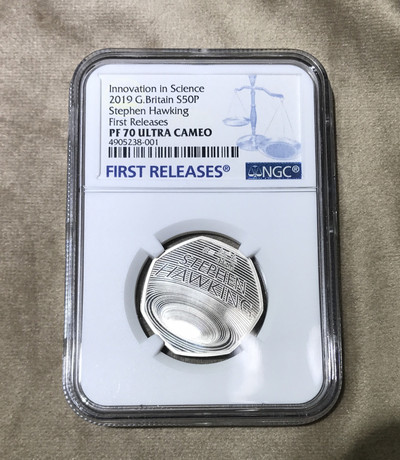 Innovation in Science
2019 G.Britain S50P
Stephen Hawking
First Releases
PF 70 ULTRA CAMEO
4905238-001
FIRST RELEASES®
NGC®
STEPHEN
HAWKING